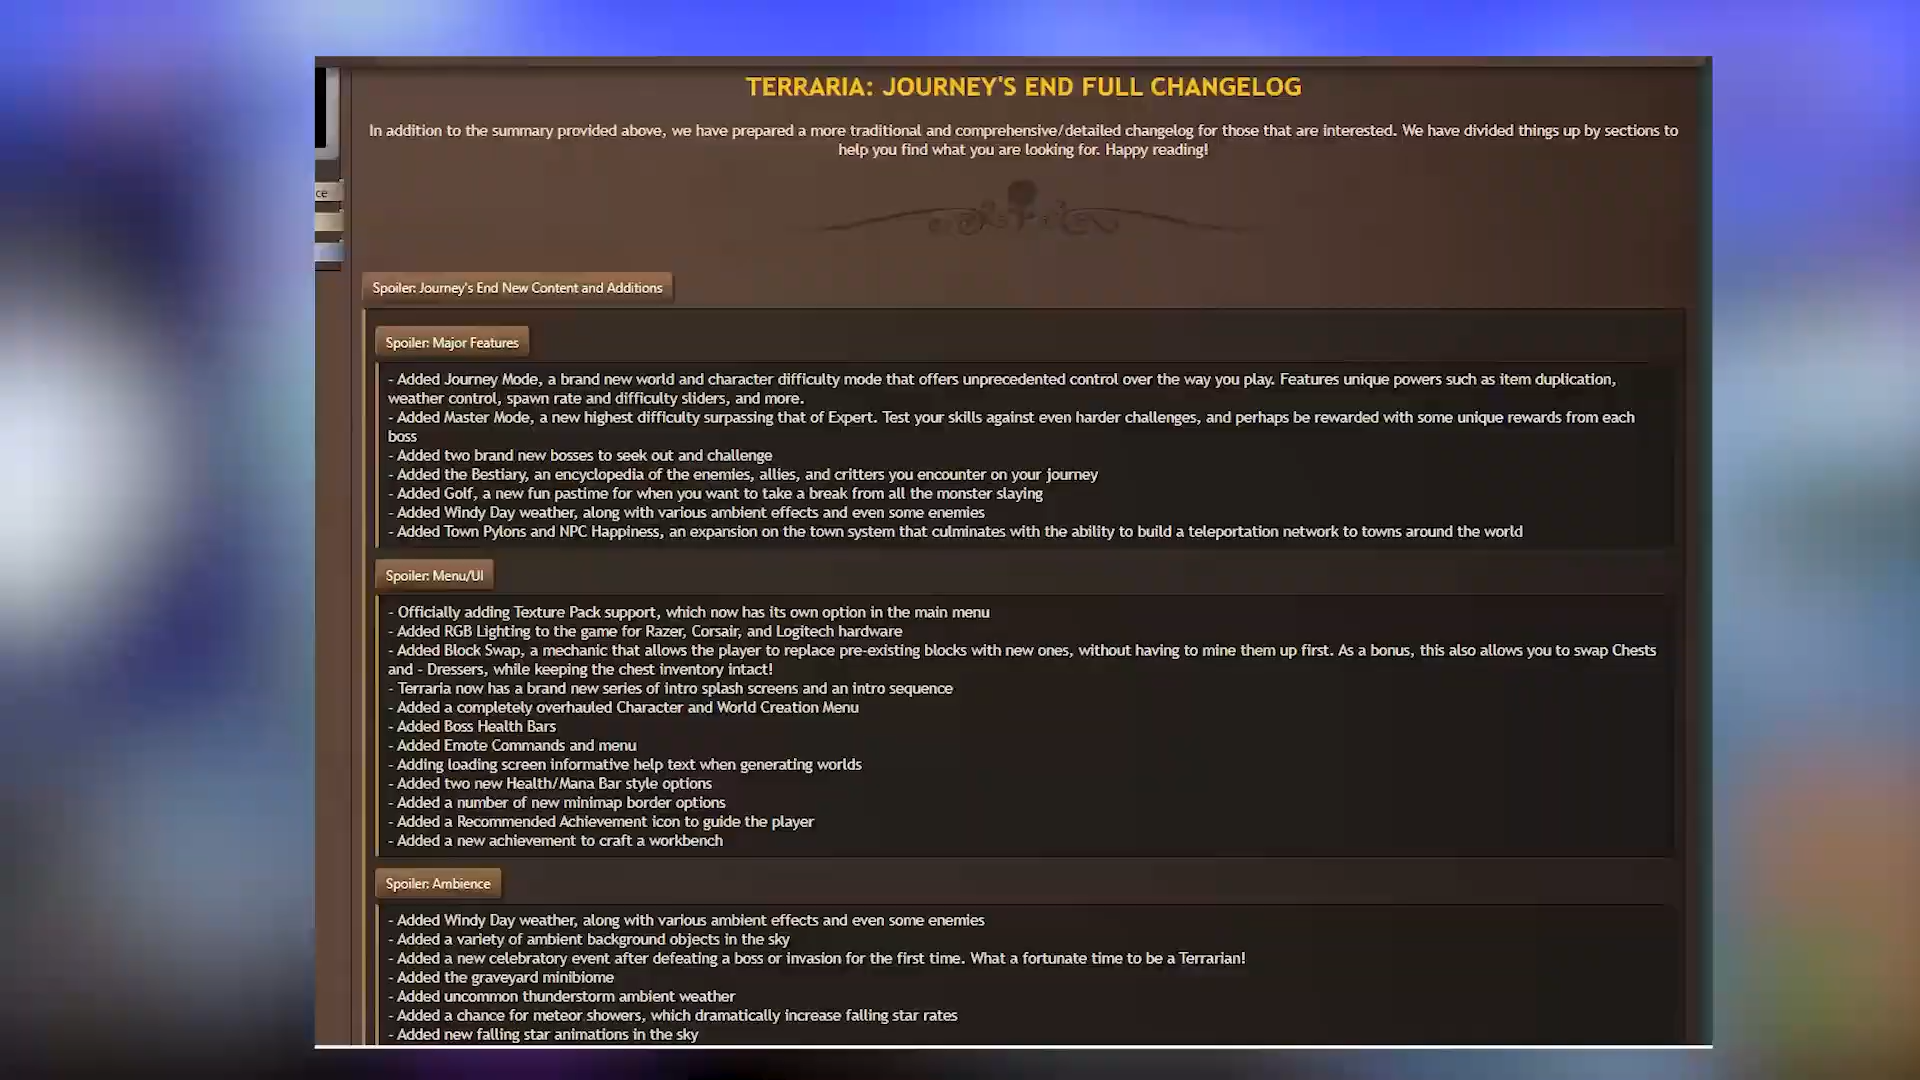 TERRARIA: JOURNEY'S END FULL CHANGELOG
In addition to the summary provided above, we have prepared a more traditional and comprehensive/detailed changelog for those that are interested. We have divided things up by sections to
help you find what you are looking for. Happy reading!
ce
Spoiler: Journey's End New Content and Additions
Spoiler: Major Features
- Added Journey Mode, a brand new world and character difficulty mode that offers unprecedented control over the way you play. Features unique powers such as item duplication,
weather control, spawn rate and difficulty sliders, and more.
- Added Master Mode, a new highest difficulty surpassing that of Expert. Test your skills against even harder challenges, and perhaps be rewarded with some unique rewards from each
boss
- Added two brand new bosses to seek out and challenge
- Added the Bestiary, an encyclopedia of the enemies, allies, and critters you encounter on your journey
- Added Golf, a new fun pastime for when you want to take a break from all the monster slaying
- Added Windy Day weather, along with various ambient effects and even some enemies
- Added Town Pylons and NPC Happiness, an expansion on the town system that culminates with the ability to build a teleportation network to towns around the world
Spoiler: Menu/UI
- Officially adding Texture Pack support, which now has its own option in the main menu
- Added RGB Lighting to the game for Razer, Corsair, and Logitech hardware
- Added Block Swap, a mechanic that allows the player to replace pre-existing blocks with new ones, without having to mine them up first. As a bonus, this also allows you to swap Chests
and - Dressers, while keeping the chest inventory intact!
- Terraria now has a brand new series of intro splash screens and an intro sequence
- Added a completely overhauled Character and World Creation Menu
- Added Boss Health Bars
- Added Emote Commands and menu
- Adding loading screen informative help text when generating worlds
- Added two new Health/Mana Bar style options
- Added a number of new minimap border options
- Added a Recommended Achievement icon to guide the player
- Added a new achievement to craft a workbench
Spoiler: Ambience
- Added Windy Day weather, along with various ambient effects and even some enemies
- Added a variety of ambient background objects in the sky
- Added a new celebratory event after defeating a boss or invasion for the first time. What a fortunate time to be a Terrarian!
- Added the graveyard minibiome
- Added uncommon thunderstorm ambient weather
- Added a chance for meteor showers, which dramatically increase falling star rates
- Added new falling star animations in the sky